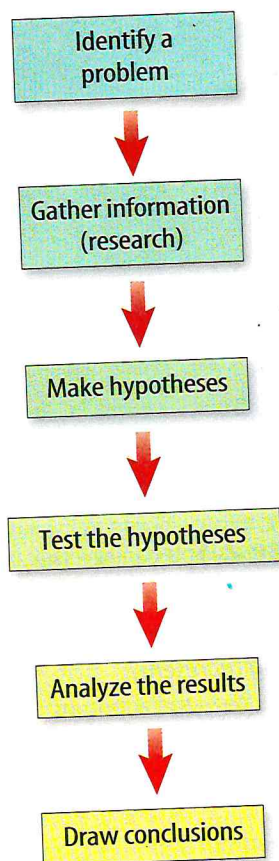 Identify a
problem
Gather information
(research)
Make hypotheses
Test the hypotheses
Analyze the results
Draw conclusions